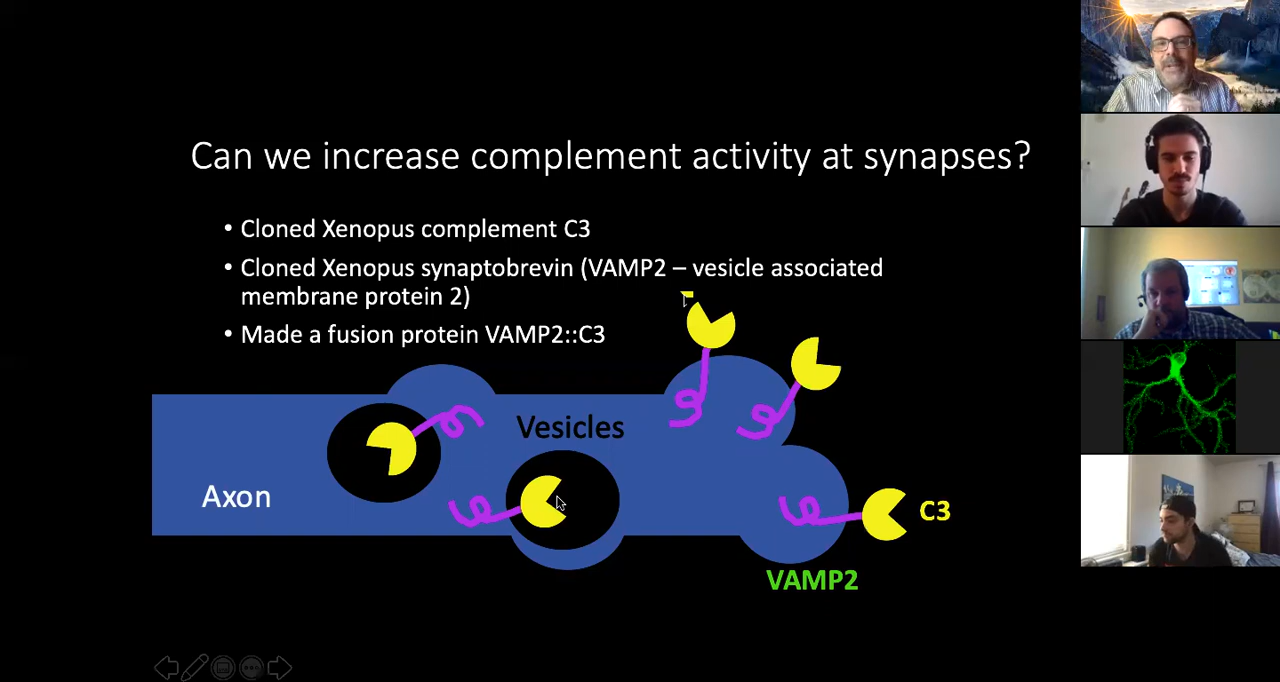 Can we increase complement activity at synapses?
• Cloned Xenopus complement C3
• Cloned Xenopus synaptobrevin (VAMP2 – vesicle associated
membrane protein 2)
• Made a fusion protein VAMP2::C3
Vesicles
Axon
C3
VAMP2